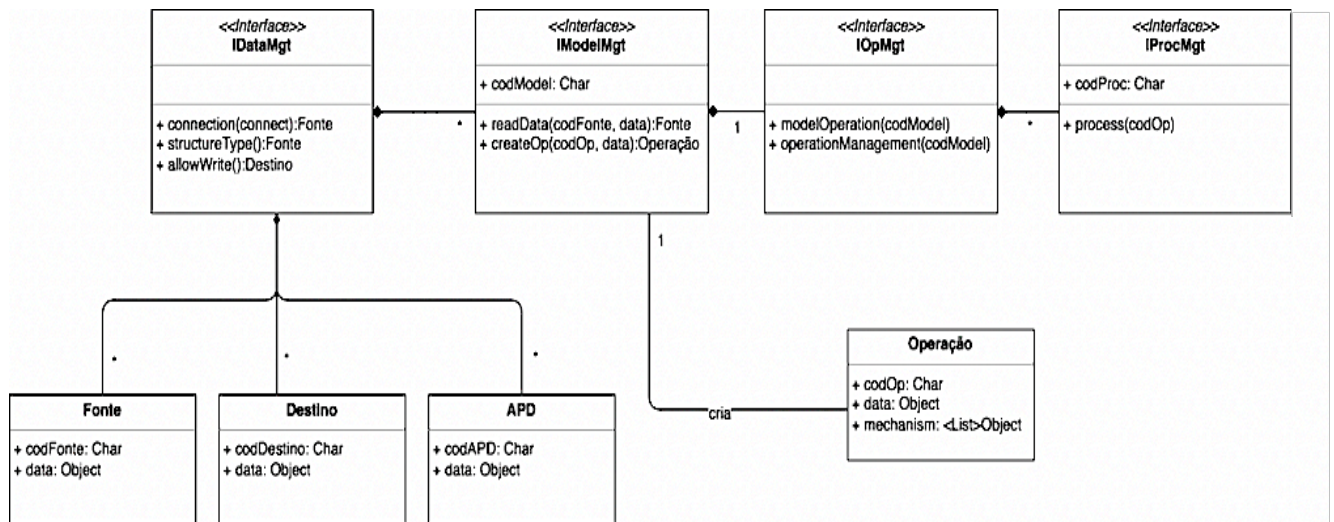 <<Interface>>
IDataMgt
+ connection(connect):Fonte
+ structureType():Fonte
+ allowWrite():Destino
<<Interface>>
IModelMgt
+ codModel: Char
+ readData(codFonte, data):Fonte
+ createOp(codOp, data):Operação
<<Interface>>
IOpMgt
+ modelOperation(codModel)
+ operationManagement(codModel)
<<Interface>>
IProcMgt
+ codProc: Char
+ process(codOp)
*
1
*
1
*
*
*
cria
Fonte
+ codFonte: Char
+ data: Object
Destino
+ codDestino: Char
+ data: Object
APD
+ codAPD: Char
+ data: Object
Operação
+ codOp: Char
+ data: Object
+ mechanism: <List>Object